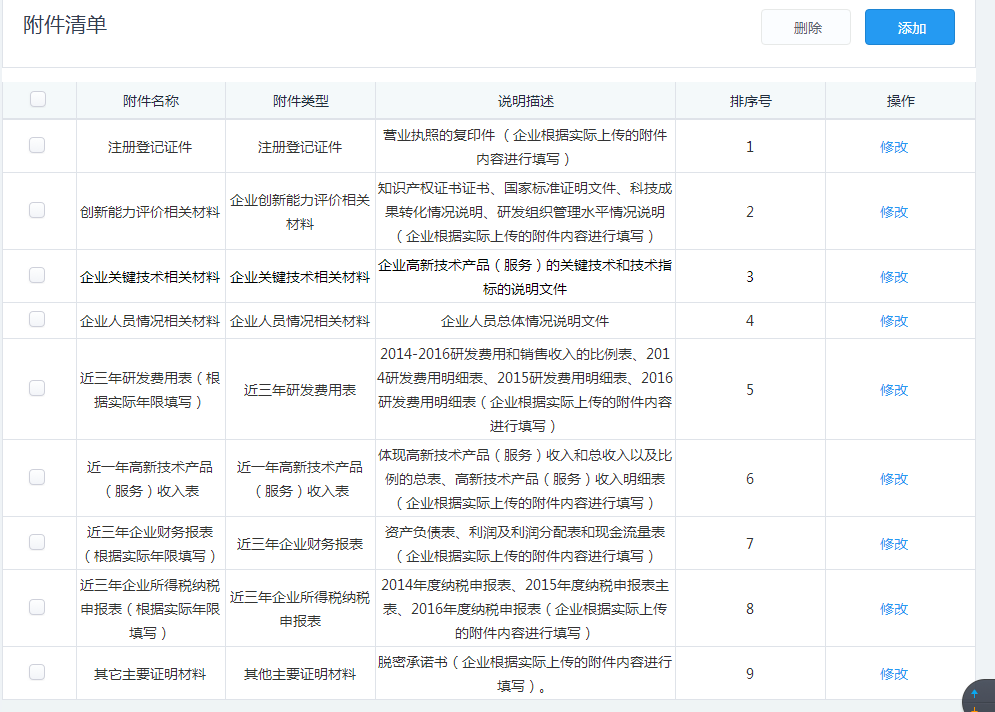 附件清单
删除
添加
附件名称 附件类型 说明描述 排序号 操作
注册登记证件 注册登记证件 营业执照的复印件 （企业根据实际上传的附件
内容进行填写） 1 修改
创新能力评价相关材料 企业创新能力评价相关
材料 知识产权证书证书、国家标准证明文件、科技成
果转化情况说明、研发组织管理水平情况说明
（企业根据实际上传的附件内容进行填写） 2 修改
企业关键技术相关材料 企业关键技术相关材料 企业高新技术产品（服务）的关键技术和技术指
标的说明文件 3 修改
企业人员情况相关材料 企业人员情况相关材料 企业人员总体情况说明文件 4 修改
近三年研发费用表（根
据实际年限填写） 近三年研发费用表 2014-2016研发费用和销售收入的比例表、201
4研发费用明细表、2015研发费用明细表、2016
研发费用明细表（企业根据实际上传的附件内容
进行填写） 5 修改
近一年高新技术产品
（服务）收入表 近一年高新技术产品
（服务）收入表 体现高新技术产品（服务）收入和总收入以及比
例的总表、高新技术产品（服务）收入明细表
（企业根据实际上传的附件内容进行填写） 6 修改
近三年企业财务报表
（根据实际年限填写） 近三年企业财务报表 资产负债表、利润及利润分配表和现金流量表
（企业根据实际上传的附件内容进行填写） 7 修改
近三年企业所得税纳税
申报表（根据实际年限
填写） 近三年企业所得税纳税
申报表 2014年度纳税申报表、2015年度纳税申报表主
表、2016年度纳税申报表（企业根据实际上传
的附件内容进行填写） 8 修改
其它主要证明材料 其他主要证明材料 脱密承诺书（企业根据实际上传的附件内容进行
填写）。 9 修改